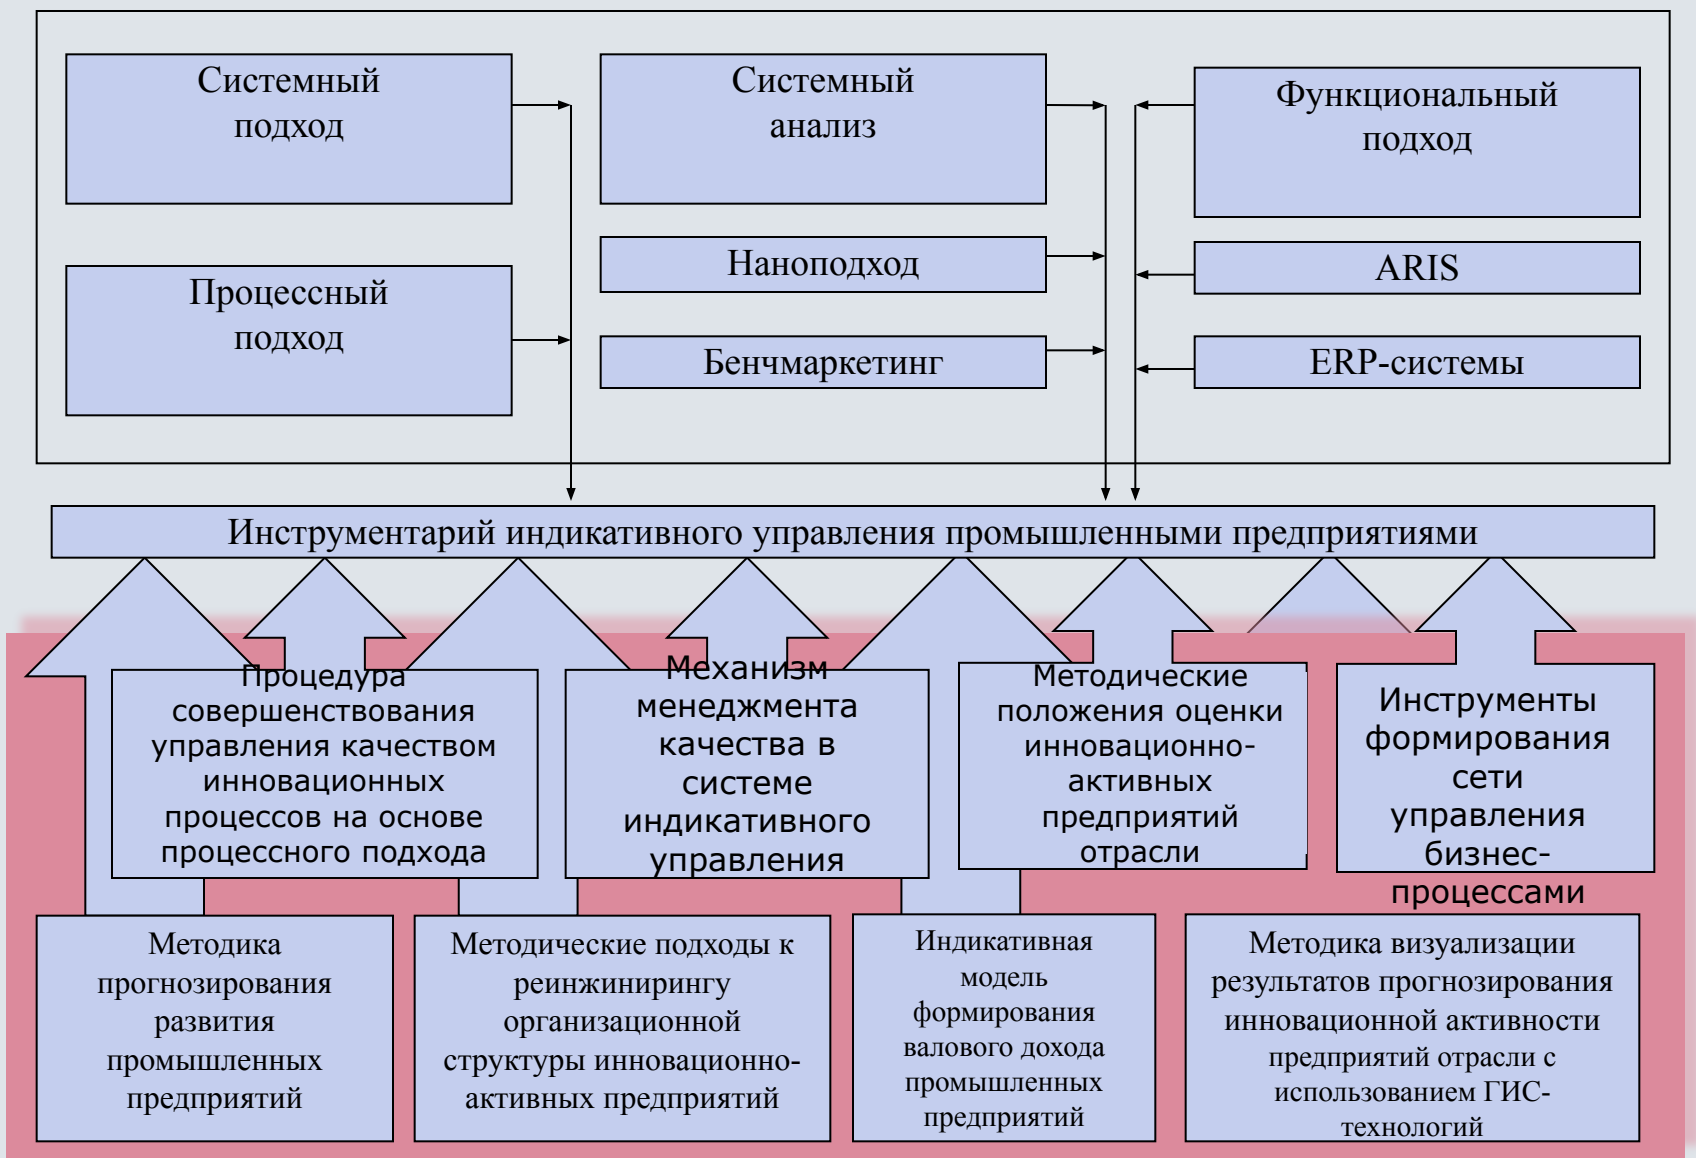 Системный
подход
Системный
анализ
Функциональный
подход
Наноподход
ARIS
Процессный
подход
Бенчмаркетинг
ERP-системы
Инструментарий индикативного управления промышленными предприятиями
Процедура
совершенствования
управления качеством
инновационных
процессов на основе
процессного подхода
Механизм
менеджмента
качества в
системе
индикативного
управления
Методические
положения оценки
инновационно-
активных
предприятий
отрасли
Инструменты
формирования
сети
управления
бизнес-
процессами
Методика
прогнозирования
развития
промышленных
предприятий
Методические подходы к
реинжинирингу
организационной
структуры инновационно-
активных предприятий
Индикативная
модель
формирования
валового дохода
промышленных
предприятий
Методика визуализации
результатов прогнозирования
инновационной активности
предприятий отрасли с
использованием ГИС-
технологий